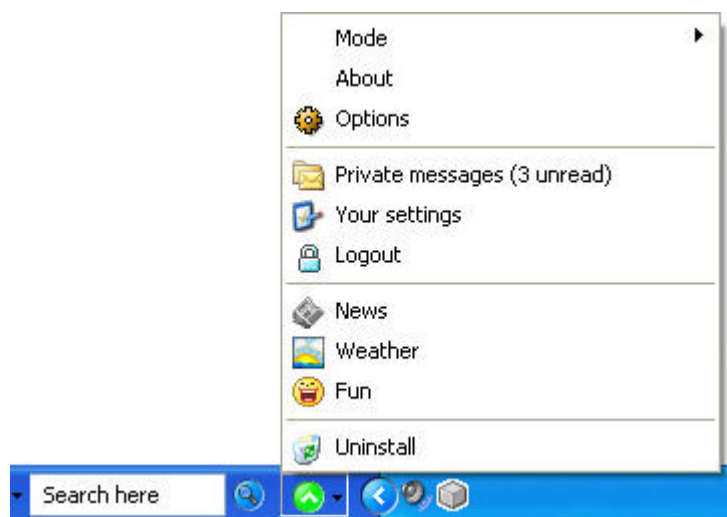 Mode
About
Options
Private messages (3 unread)
Your settings
Logout
News
Weather
Fun
Uninstall
Search here